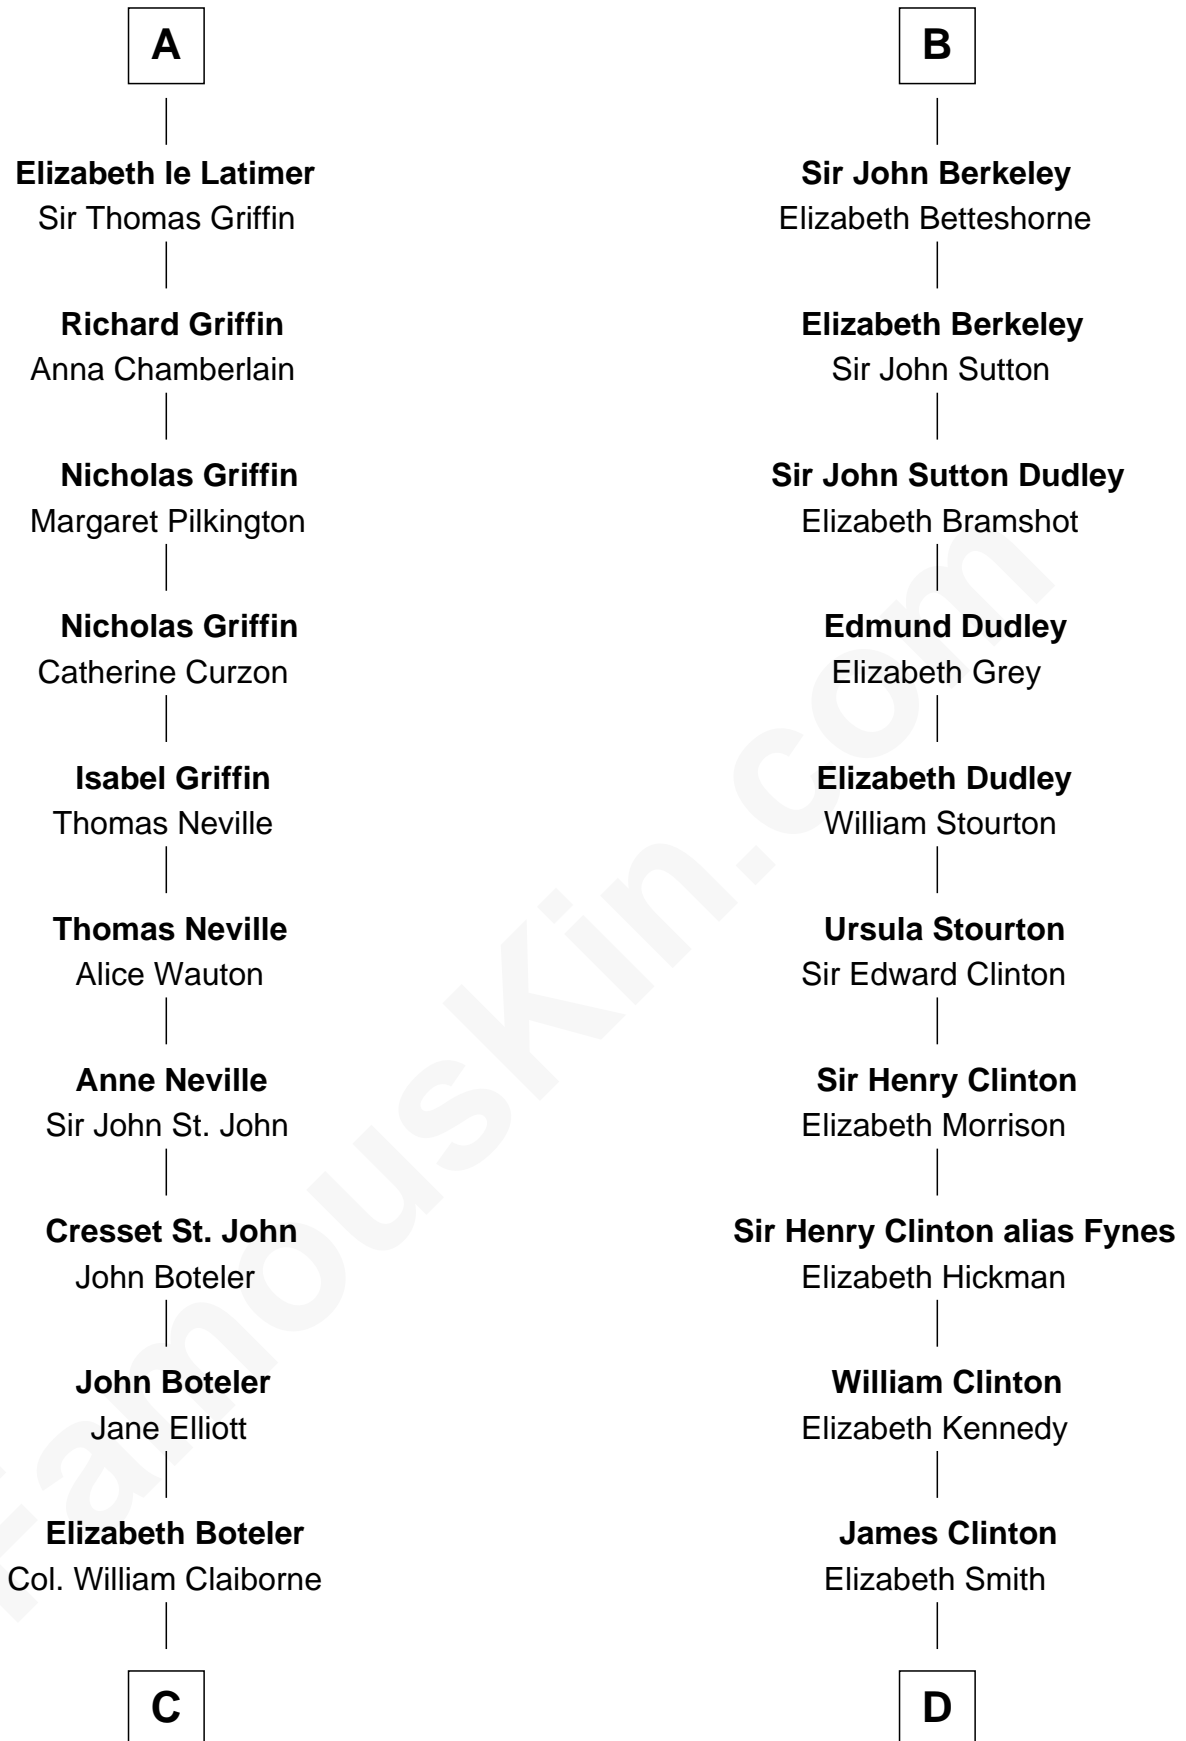 A
Elizabeth le Latimer
Sir Thomas Griffin
Richard Griffin
Anna Chamberlain
Nicholas Griffin
Margaret Pilkington
Nicholas Griffin
Catherine Curzon
Isabel Griffin
Thomas Neville
Thomas Neville
Alice Wauton
Anne Neville
Sir John St. John
Cresset St. John
John Boteler
John Boteler
Jane Elliott
Elizabeth Boteler
Col. William Claiborne
C
B
Sir John Berkeley
Elizabeth Betteshorne
Elizabeth Berkeley
Sir John Sutton
Sir John Sutton Dudley
Elizabeth Bramshot
Edmund Dudley
Elizabeth Grey
Elizabeth Dudley
William Stourton
Ursula Stourton
Sir Edward Clinton
Sir Henry Clinton
Elizabeth Morrison
Sir Henry Clinton alias Fynes
Elizabeth Hickman
William Clinton
Elizabeth Kennedy
James Clinton
Elizabeth Smith
D
FamousKin.com